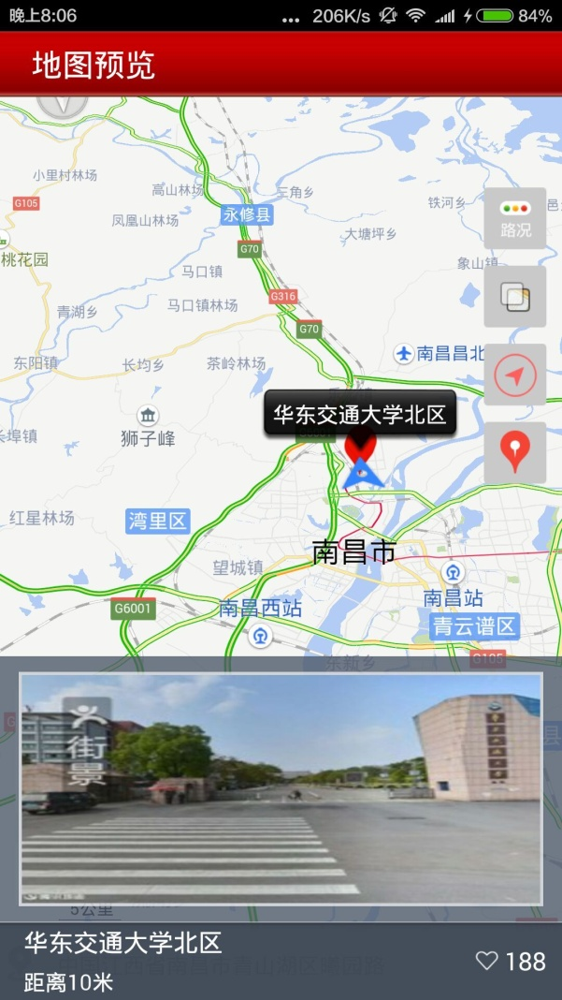 晚上8:06
206K/s
84%
地图预览
小里村林场
G105
高山林场
三角乡
铁河乡
凤凰山林场
永修县
大塘坪乡
路况
桃花园
G70
马口镇
象山镇
G316
马口镇林场
青湖乡
G70
东阳镇
长均乡
茶岭林场
南昌昌北
华东交通大学北区
狮子峰
红星林场
湾里区
南昌市
望城镇
南昌西站
南昌站
G6001
青云谱区
G105
东新乡
街景
5公里
华东交通大学北区
距离10米
188